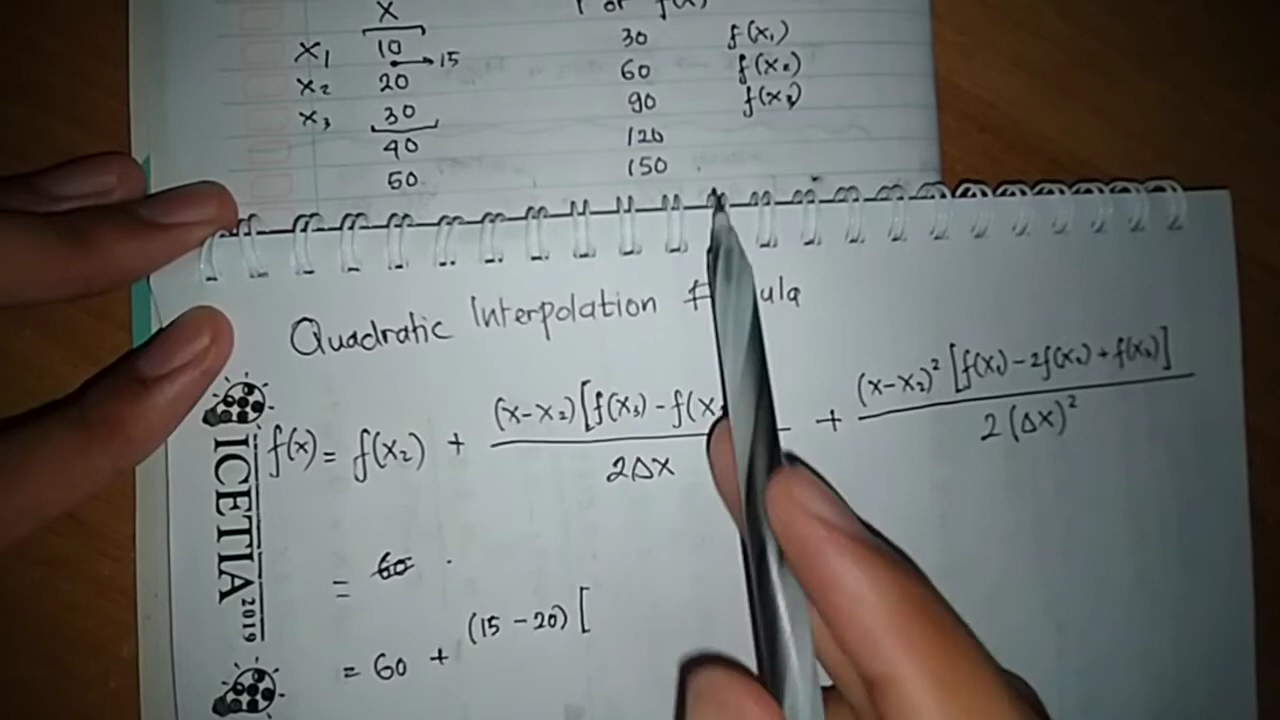 X
X₁ 10 → 15 30 f(x₁)
X₂ 20 60 f(x₂)
X₃ 30 90 f(x₃)
40 120
50 150
Quadratic Interpolation
f(x) = f(x₂) + (x-x₂)[f(x₃) - f(x / 2Δx + (x-x₂)² [f(x₁) - 2f(x₂) + f(x₃)] / 2(Δx)²
= 60
= 60 + (15 - 20) [
ICETIA 2019